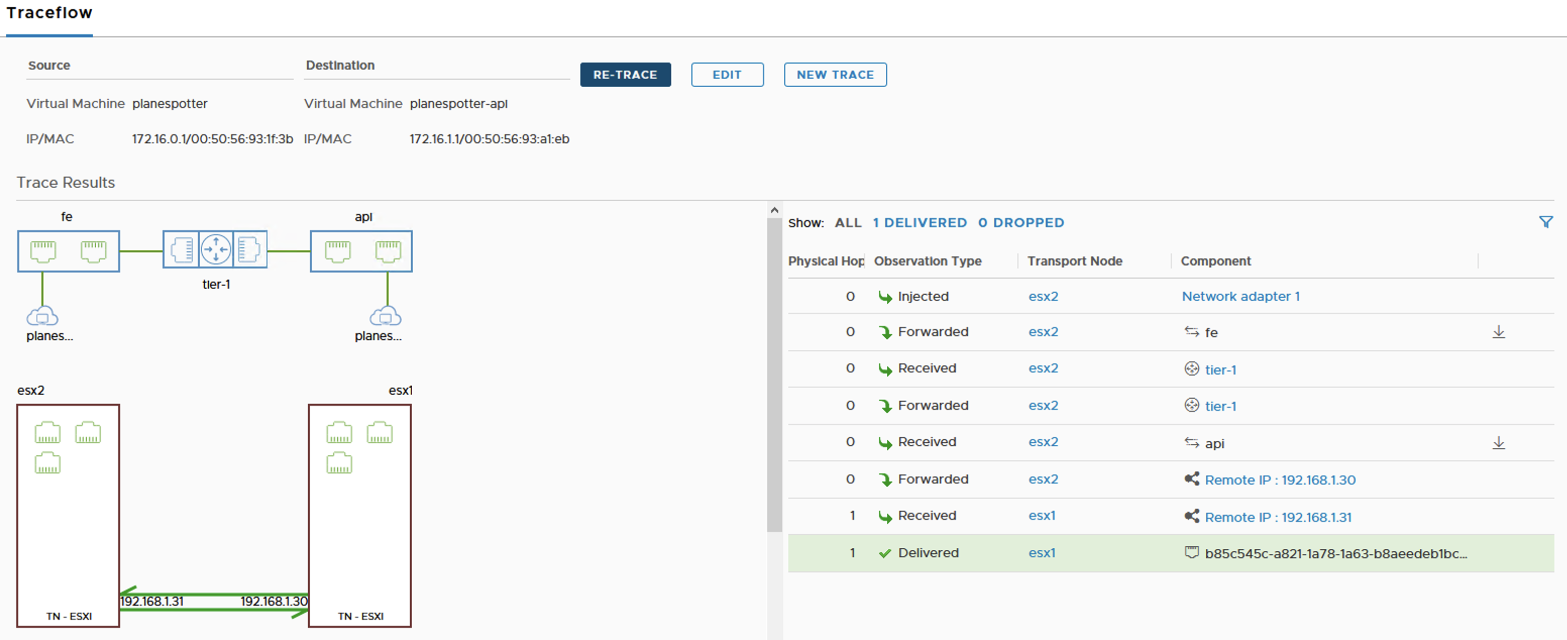 Traceflow
Source
Destination
RE-TRACE
EDIT
NEW TRACE
Virtual Machine planespotter
Virtual Machine planespotter-api
IP/MAC 172.16.0.1/00:50:56:93:1f:3b
IP/MAC 172.16.1.1/00:50:56:93:a1:eb
Trace Results
fe
api
tier-1
planes...
planes...
esx2
esx1
192.168.1.31
192.168.1.30
TN - ESXI
TN - ESXI
Show: ALL 1 DELIVERED 0 DROPPED
Physical Hop Observation Type Transport Node Component
0 Injected esx2 Network adapter 1
0 Forwarded esx2 fe
0 Received esx2 tier-1
0 Forwarded esx2 tier-1
0 Received esx2 api
0 Forwarded esx2 Remote IP : 192.168.1.30
1 Received esx1 Remote IP : 192.168.1.31
1 Delivered esx1 b85c545c-a821-1a78-1a63-b8aeedeb1bc...